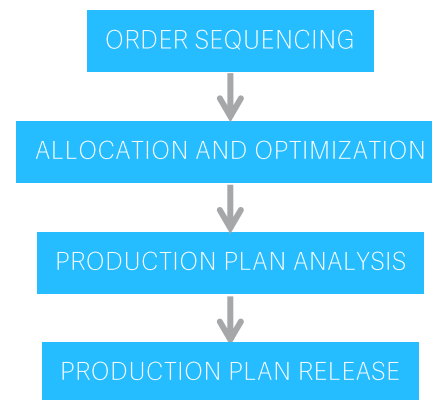 ORDER SEQUENCING
ALLOCATION AND OPTIMIZATION
PRODUCTION PLAN ANALYSIS
PRODUCTION PLAN RELEASE